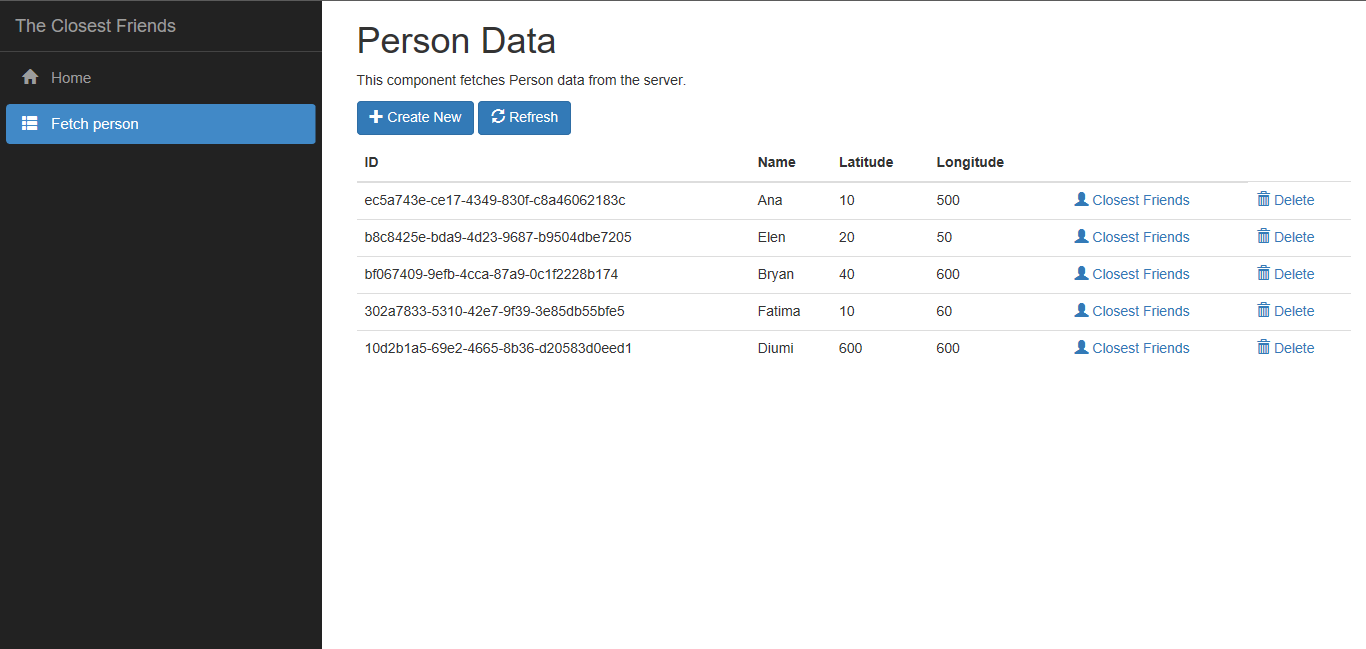 The Closest Friends
Home
Fetch person
Person Data
This component fetches Person data from the server.
Create New Refresh
ID Name Latitude Longitude
ec5a743e-ce17-4349-830f-c8a46062183c Ana 10 500 Closest Friends Delete
b8c8425e-bda9-4d23-9687-b9504dbe7205 Elen 20 50 Closest Friends Delete
bf067409-9efb-4cca-87a9-0c1f2228b174 Bryan 40 600 Closest Friends Delete
302a7833-5310-42e7-9f39-3e85db55bfe5 Fatima 10 60 Closest Friends Delete
10d2b1a5-69e2-4665-8b36-d20583d0eed1 Diumi 600 600 Closest Friends Delete